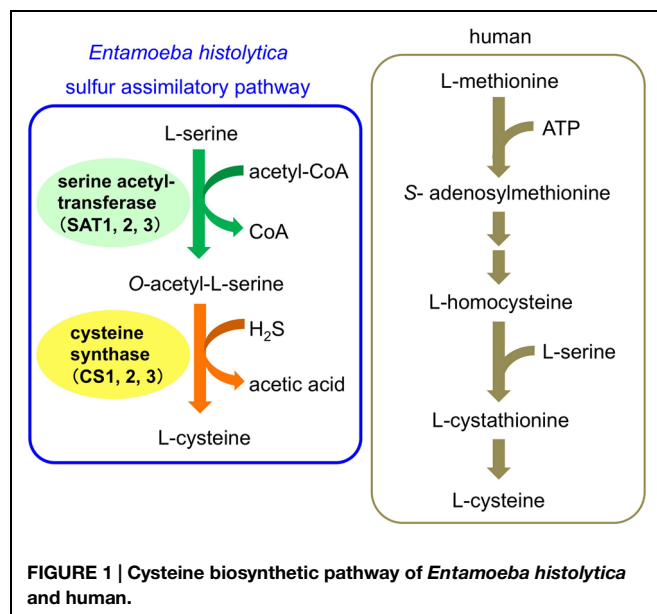 Entamoeba histolytica
sulfur assimilatory pathway
L-serine
serine acetyl-
transferase
(SAT1, 2, 3)
acetyl-CoA
CoA
O-acetyl-L-serine
cysteine
synthase
(CS1, 2, 3)
H₂S
acetic acid
L-cysteine
human
L-methionine
ATP
S- adenosylmethionine
L-homocysteine
L-serine
L-cystathionine
L-cysteine
FIGURE 1 | Cysteine biosynthetic pathway of Entamoeba histolytica
and human.